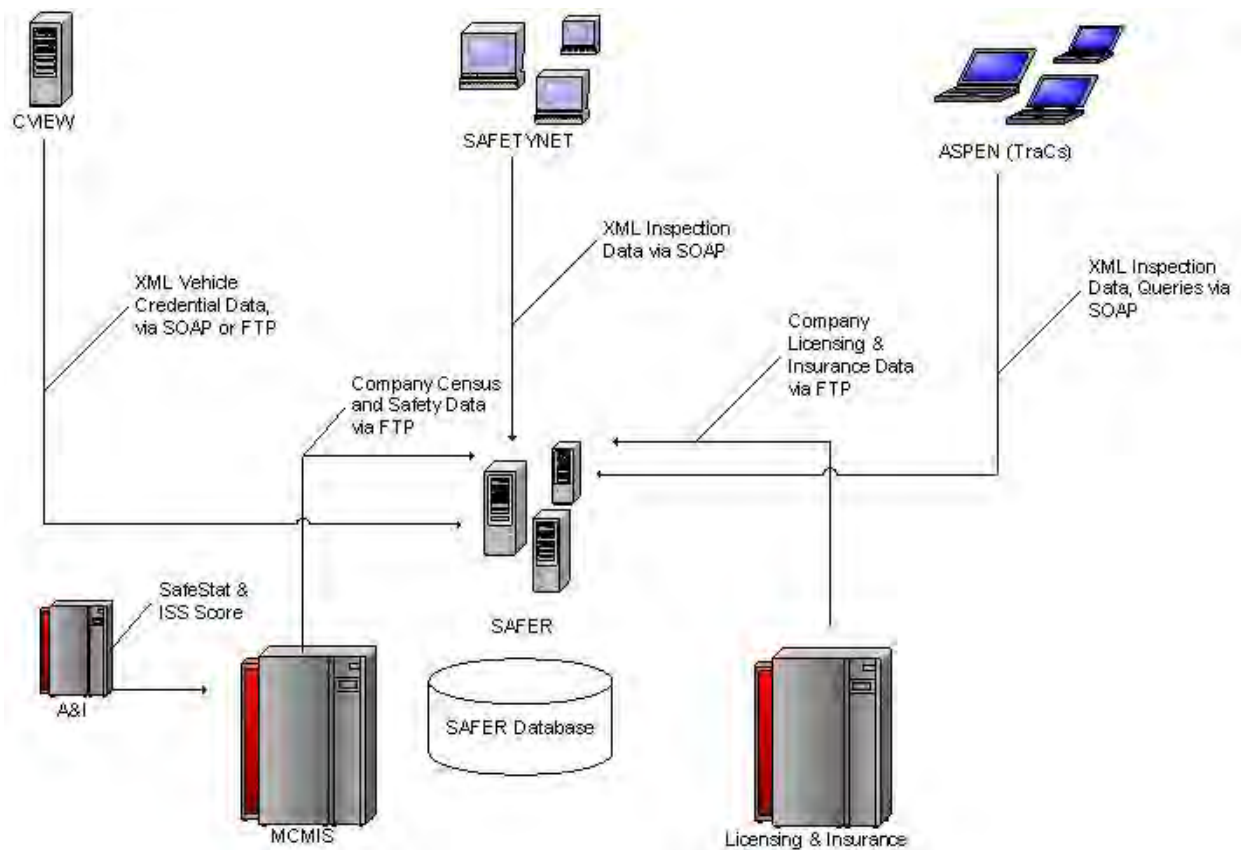 CVIEW
SAFETYNET
ASPEN (TraCs)
XML Inspection
Data via SOAP
XML Vehicle
Credential Data,
via SOAP or FTP
XML Inspection
Data, Queries via
SOAP
Company
Licensing &
Insurance Data
via FTP
Company Census
and Safety Data
via FTP
SafeStat &
ISS Score
SAFER
A&I
SAFER Database
MCMIS
Licensing & Insurance